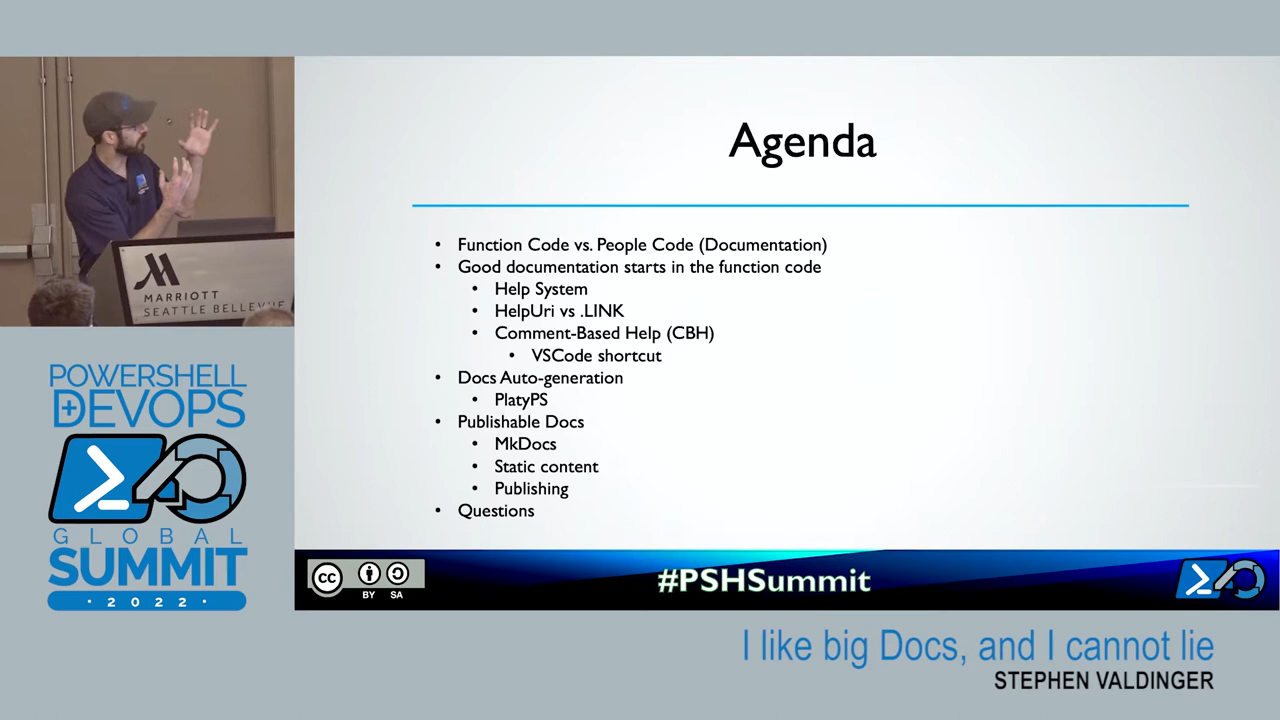 Agenda
• Function Code vs. People Code (Documentation)
• Good documentation starts in the function code
• Help System
• HelpUri vs .LINK
• Comment-Based Help (CBH)
• VSCode shortcut
• Docs Auto-generation
• PlatyPS
• Publishable Docs
• MkDocs
• Static content
• Publishing
• Questions
MARRIOTT
SEATTLE BELLEVUE
POWERSHELL
+DEVOPS
GLOBAL
SUMMIT
· 2022 ·
cc
BY SA
#PSHSummit
I like big Docs, and I cannot lie
STEPHEN VALDINGER